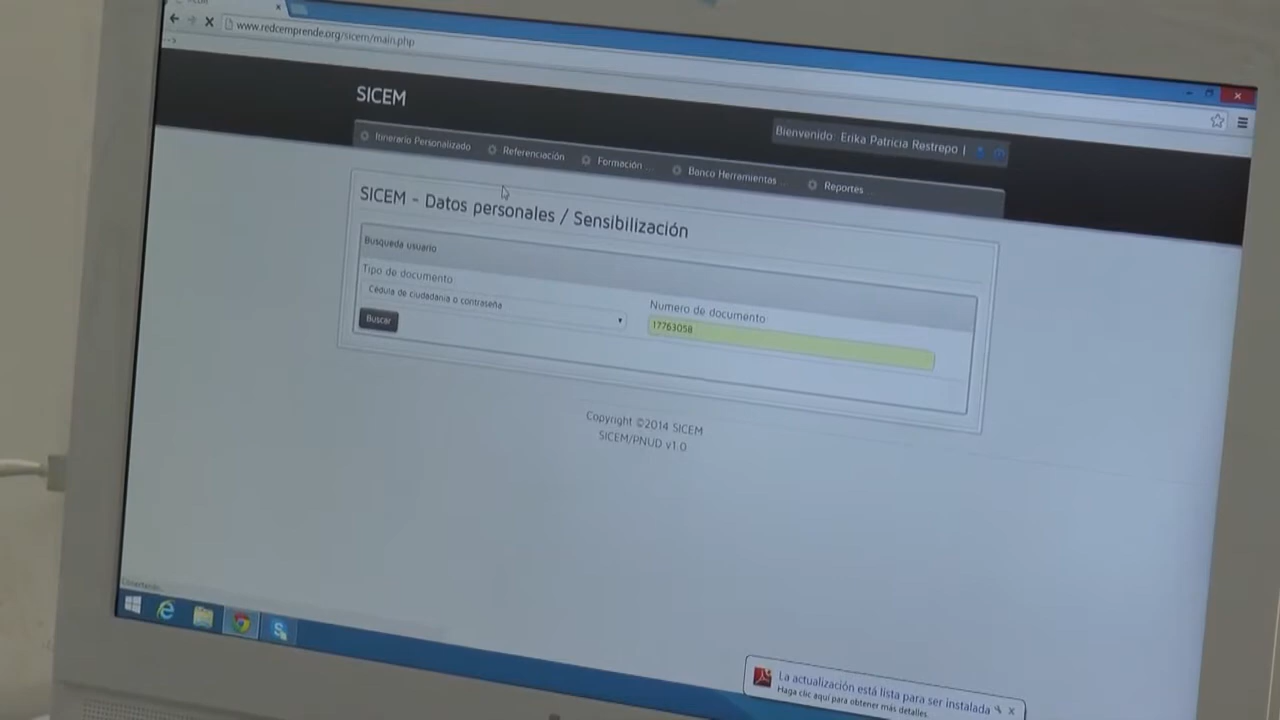 www.redcemprende.org/sicem/main.php
-->
SICEM
Bienvenido: Erika Patricia Restrepo |
Itinerario Personalizado
Referenciación
Formación ...
Banco Herramientas ...
Reportes ...
SICEM - Datos personales / Sensibilización
Busqueda usuario
Tipo de documento
Cédula de ciudadania o contraseña
Numero de documento
17763058
Buscar
Copyright ©2014 SICEM
SICEM/PNUD v1.0
Conectando...
La actualización está lista para ser instalada
Haga clic aquí para obtener más detalles.